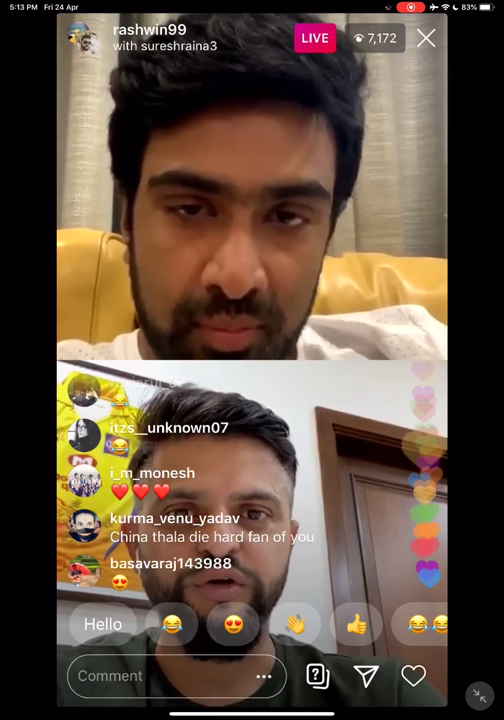 5:13 PM Fri 24 Apr 83%
rashwin99
with sureshraina3
LIVE 7,172
itzs__unknown07
i_m_monesh
kurma_venu_yadav
China thala die hard fan of you
basavaraj143988
Hello
Comment